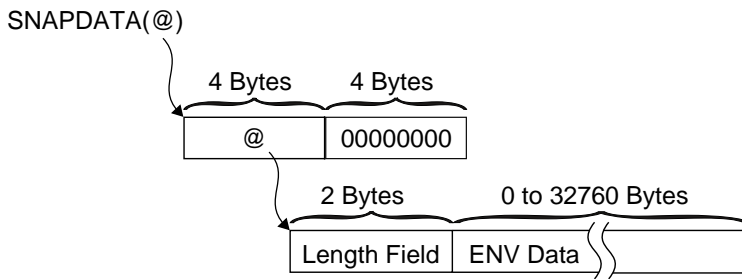 SNAPDATA(@)
4 Bytes 4 Bytes
@ 00000000
2 Bytes 0 to 32760 Bytes
Length Field ENV Data